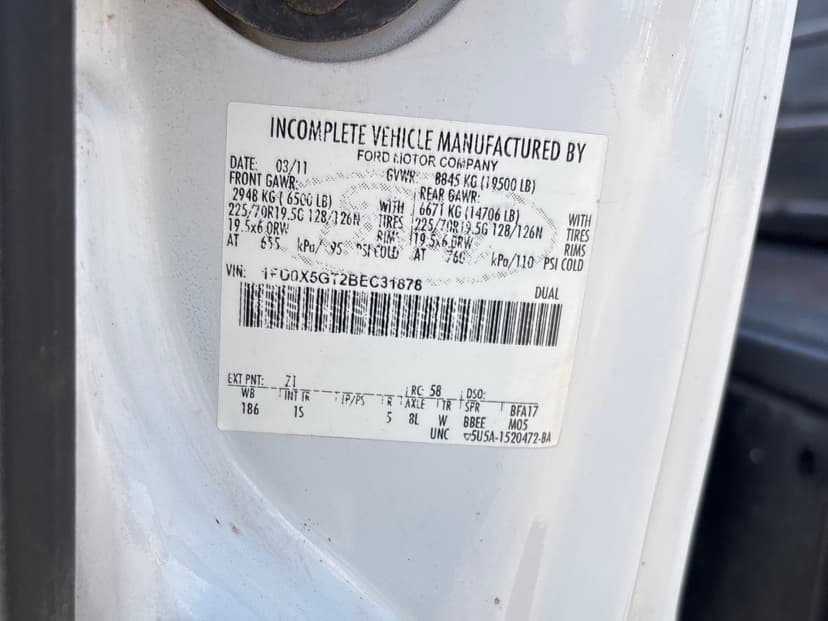 INCOMPLETE VEHICLE MANUFACTURED BY
FORD MOTOR COMPANY
DATE: 03/11 GVWR: 8845 KG (19500 LB)
FRONT GAWR: REAR GAWR:
2948 KG (6500 LB) WITH 6671 KG (14706 LB) WITH
225/70R19.5G 128/126N TIRES 225/70R19.5G 128/126N TIRES
19.5x6.0RW RIMS 19.5x6.0RW RIMS
AT 655 kPa/ 95 PSI COLD AT 760 kPa/110 PSI COLD
VIN: 1FD0X5GT2BEC31878
DUAL
EXT PNT: Z1 RC: 58 DSO:
WB INT TR TP/PS R AXLE TR SPR BFA17
186 1S 5 8L W BBEE M05
UNC ▽5U5A-1520472-BA